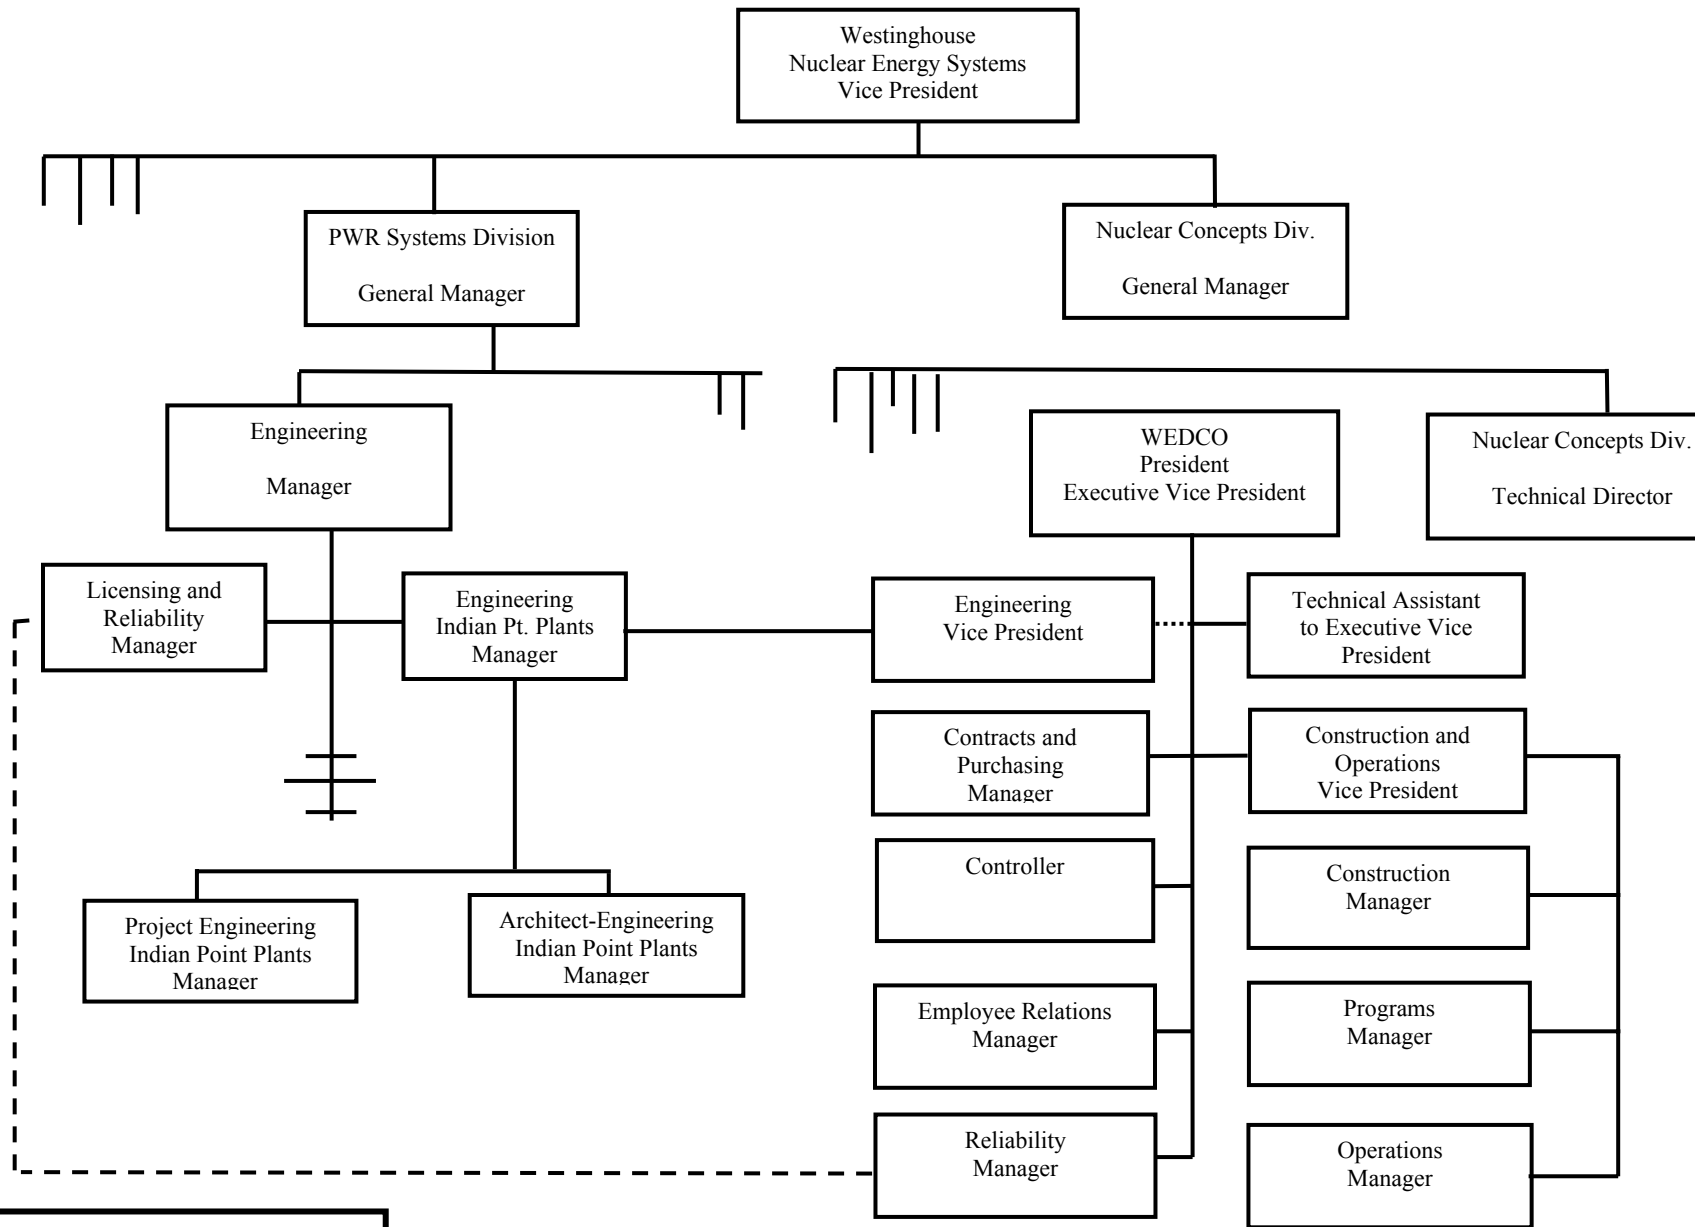 Westinghouse
Nuclear Energy Systems
Vice President
PWR Systems Division
General Manager
Nuclear Concepts Div.
General Manager
Engineering
Manager
WEDCO
President
Executive Vice President
Nuclear Concepts Div.
Technical Director
Licensing and
Reliability
Manager
Engineering
Indian Pt. Plants
Manager
Engineering
Vice President
Technical Assistant
to Executive Vice
President
Contracts and
Purchasing
Manager
Construction and
Operations
Vice President
Controller
Construction
Manager
Project Engineering
Indian Point Plants
Manager
Architect-Engineering
Indian Point Plants
Manager
Employee Relations
Manager
Programs
Manager
Reliability
Manager
Operations
Manager